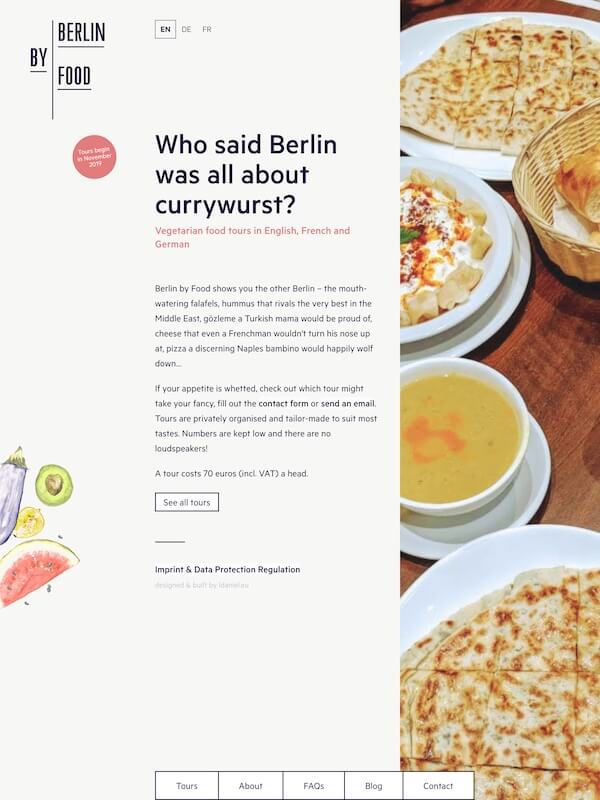 BERLIN
BY
FOOD
EN DE FR
Tours begin
in November
2019
Who said Berlin
was all about
currywurst?
Vegetarian food tours in English, French and
German
Berlin by Food shows you the other Berlin – the mouth-
watering falafels, hummus that rivals the very best in the
Middle East, gözleme a Turkish mama would be proud of,
cheese that even a Frenchman wouldn't turn his nose up
at, pizza a discerning Naples bambino would happily wolf
down...
If your appetite is whetted, check out which tour might
take your fancy, fill out the contact form or send an email.
Tours are privately organised and tailor-made to suit most
tastes. Numbers are kept low and there are no
loudspeakers!
A tour costs 70 euros (incl. VAT) a head.
See all tours
Imprint & Data Protection Regulation
designed & built by ldaniel.eu
Tours About FAQs Blog Contact